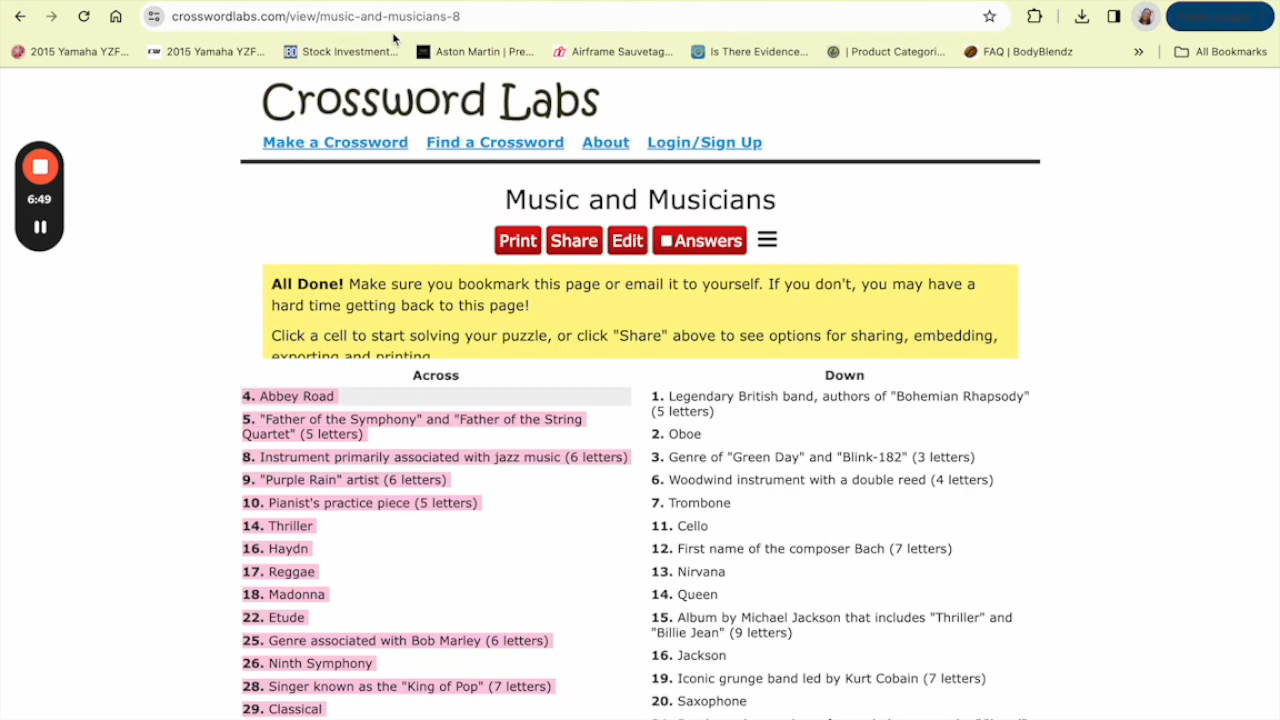 crosswordlabs.com/view/music-and-musicians-8
2015 Yamaha YZF... 2015 Yamaha YZF... Stock Investment... Aston Martin | Pre... Airframe Sauvetag... Is There Evidence... | Product Categori... FAQ | BodyBlendz » All Bookmarks
Crossword Labs
Make a Crossword Find a Crossword About Login/Sign Up
6:49
Music and Musicians
Print Share Edit Answers
All Done! Make sure you bookmark this page or email it to yourself. If you don't, you may have a
hard time getting back to this page!
Click a cell to start solving your puzzle, or click "Share" above to see options for sharing, embedding,
exporting and printing
Across
4. Abbey Road
5. "Father of the Symphony" and "Father of the String
Quartet" (5 letters)
8. Instrument primarily associated with jazz music (6 letters)
9. "Purple Rain" artist (6 letters)
10. Pianist's practice piece (5 letters)
14. Thriller
16. Haydn
17. Reggae
18. Madonna
22. Etude
25. Genre associated with Bob Marley (6 letters)
26. Ninth Symphony
28. Singer known as the "King of Pop" (7 letters)
29. Classical
Down
1. Legendary British band, authors of "Bohemian Rhapsody"
(5 letters)
2. Oboe
3. Genre of "Green Day" and "Blink-182" (3 letters)
6. Woodwind instrument with a double reed (4 letters)
7. Trombone
11. Cello
12. First name of the composer Bach (7 letters)
13. Nirvana
14. Queen
15. Album by Michael Jackson that includes "Thriller" and
"Billie Jean" (9 letters)
16. Jackson
19. Iconic grunge band led by Kurt Cobain (7 letters)
20. Saxophone